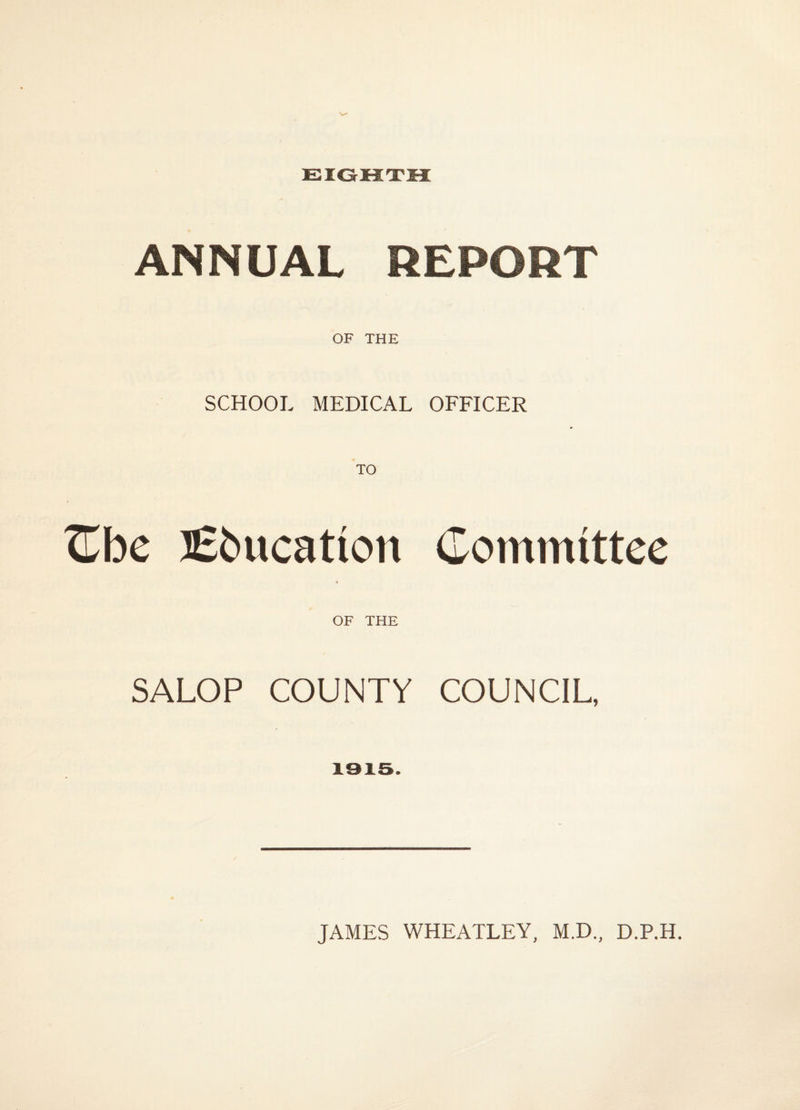 EIGHTH
ANNUAL REPORT
OF THE
SCHOOL MEDICAL OFFICER
TO
The Education Committee
OF THE
SALOP COUNTY COUNCIL,
1915.
JAMES WHEATLEY, M.D., D.P.H.